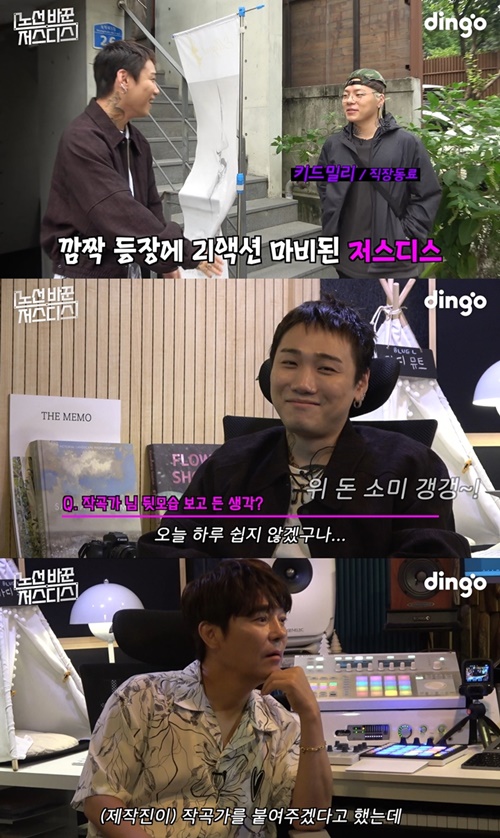 노선 바꾼
저스디스
dingo
26
키드밀리 / 직장동료
깜짝 등장에 리액션 마비된 저스디스
노선 바꾼
저스디스
dingo
THE MEMO
FLOW
SH
위 돈 소미 갱갱~!
Q. 작곡가 님 뒷모습 보고 든 생각?
오늘 하루 쉽지 않겠구나...
노선 바꾼
저스디스
dingo
(제작진이) 작곡가를 붙여주겠다고 했는데